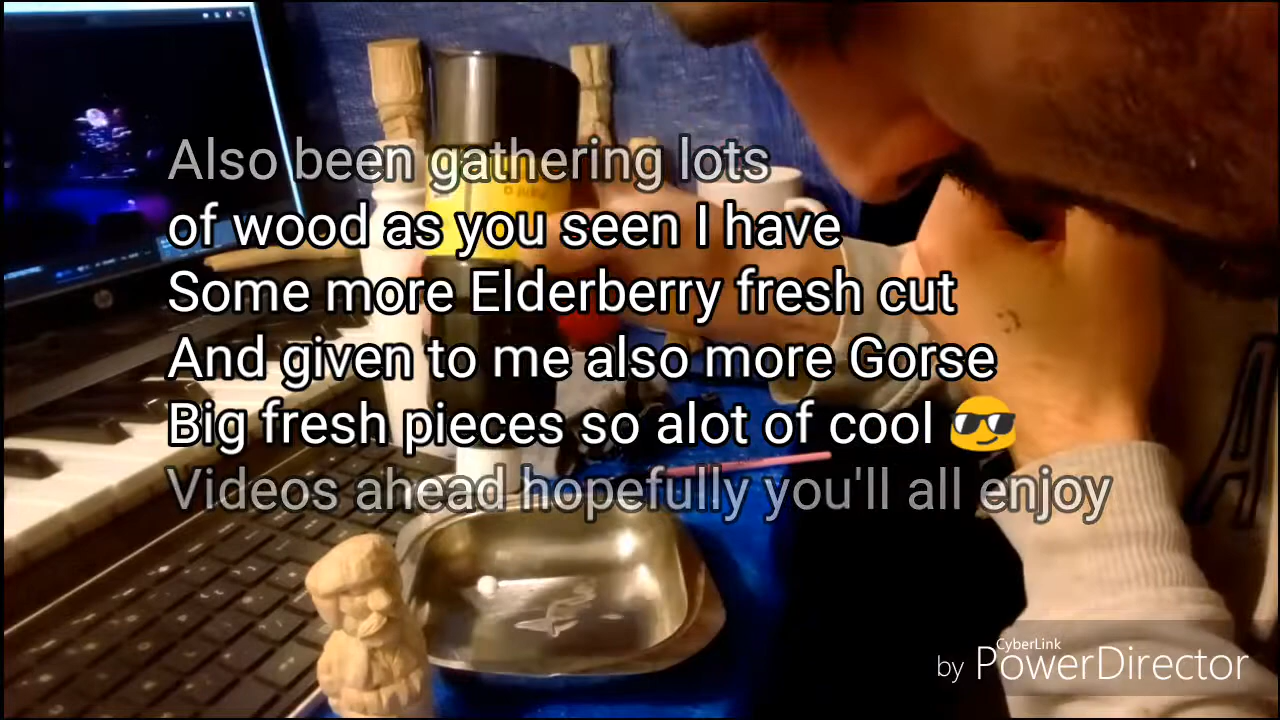 Also been gathering lots
of wood as you seen I have
Some more Elderberry fresh cut
And given to me also more Gorse
Big fresh pieces so alot of cool 😎
Videos ahead hopefully you'll all enjoy
CyberLink
by PowerDirector